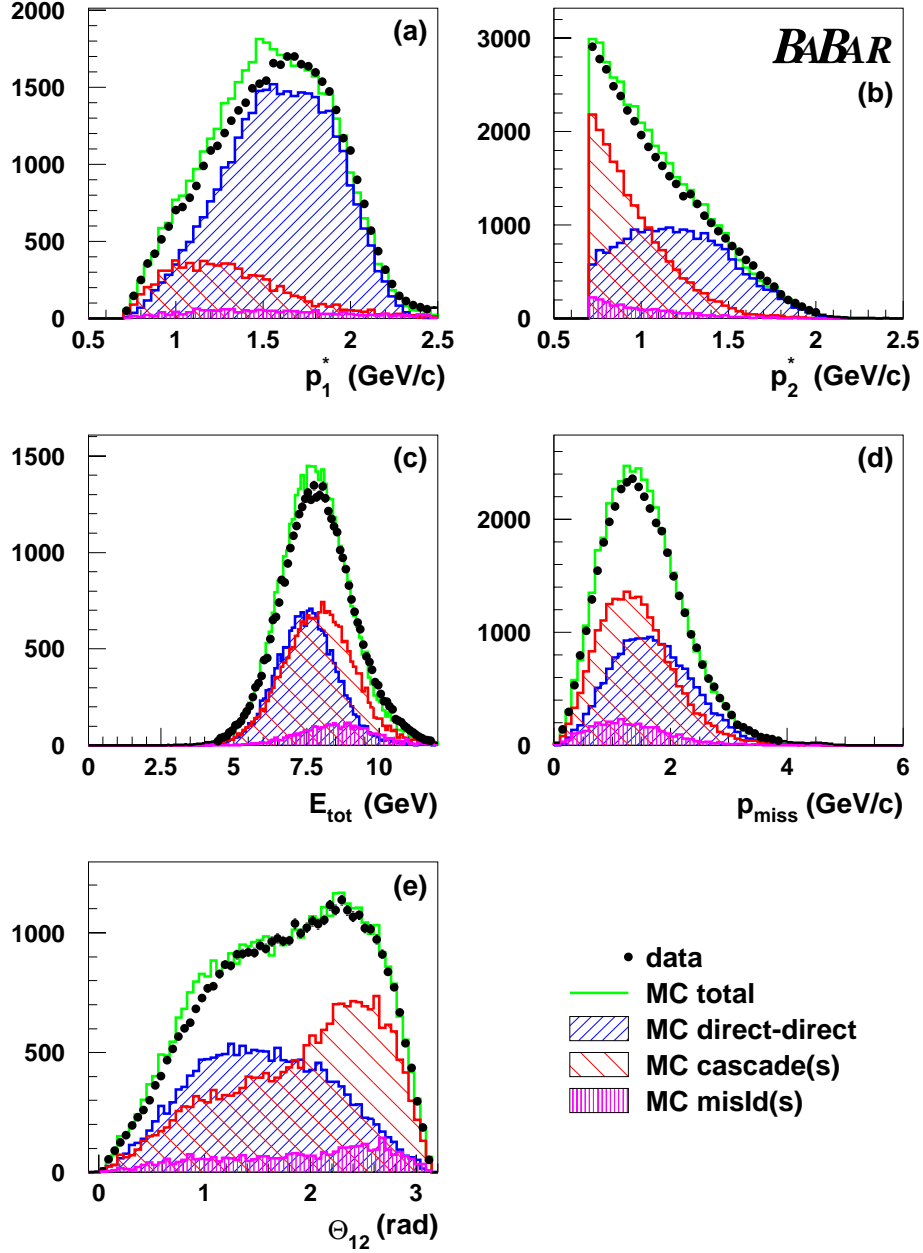 (a)
2000
1500
1000
500
0
0.5 1 1.5 2 2.5
p*1 (GeV/c)
BABAR
(b)
3000
2000
1000
0
0.5 1 1.5 2 2.5
p*2 (GeV/c)
(c)
1500
1000
500
0
0 2.5 5 7.5 10
Etot (GeV)
(d)
2000
1000
0
0 2 4 6
pmiss (GeV/c)
(e)
1000
500
0
0 1 2 3
Θ12 (rad)
data
MC total
MC direct-direct
MC cascade(s)
MC misId(s)